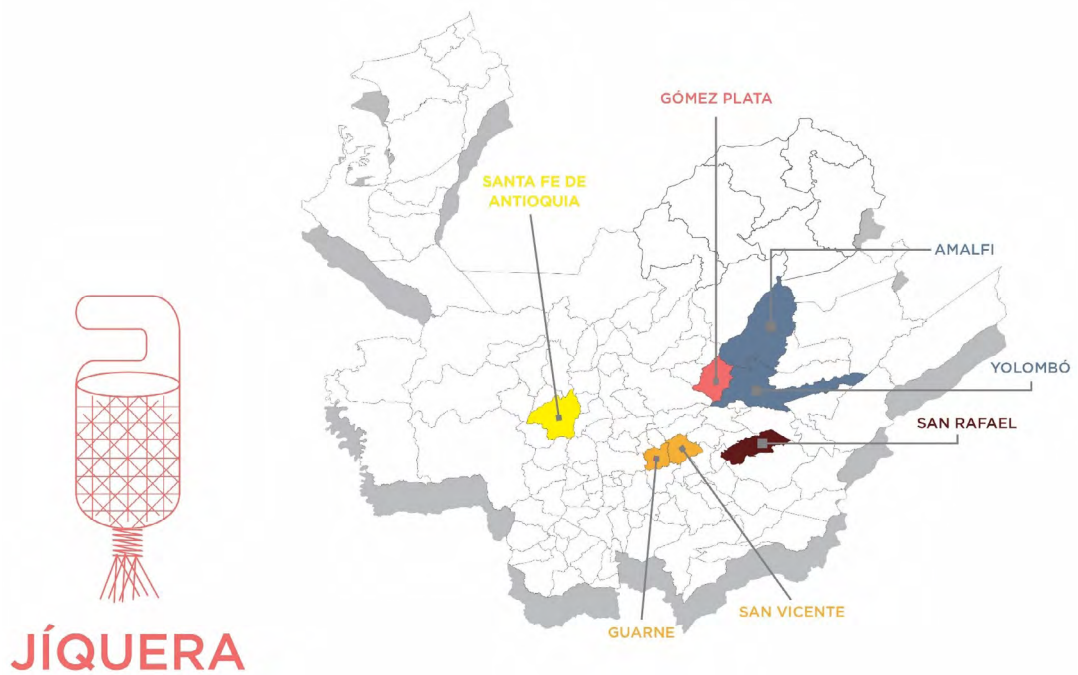 GÓMEZ PLATA
SANTA FE DE
ANTIOQUIA
AMALFI
YOLOMBÓ
SAN RAFAEL
SAN VICENTE
GUARNE
JÍQUERA